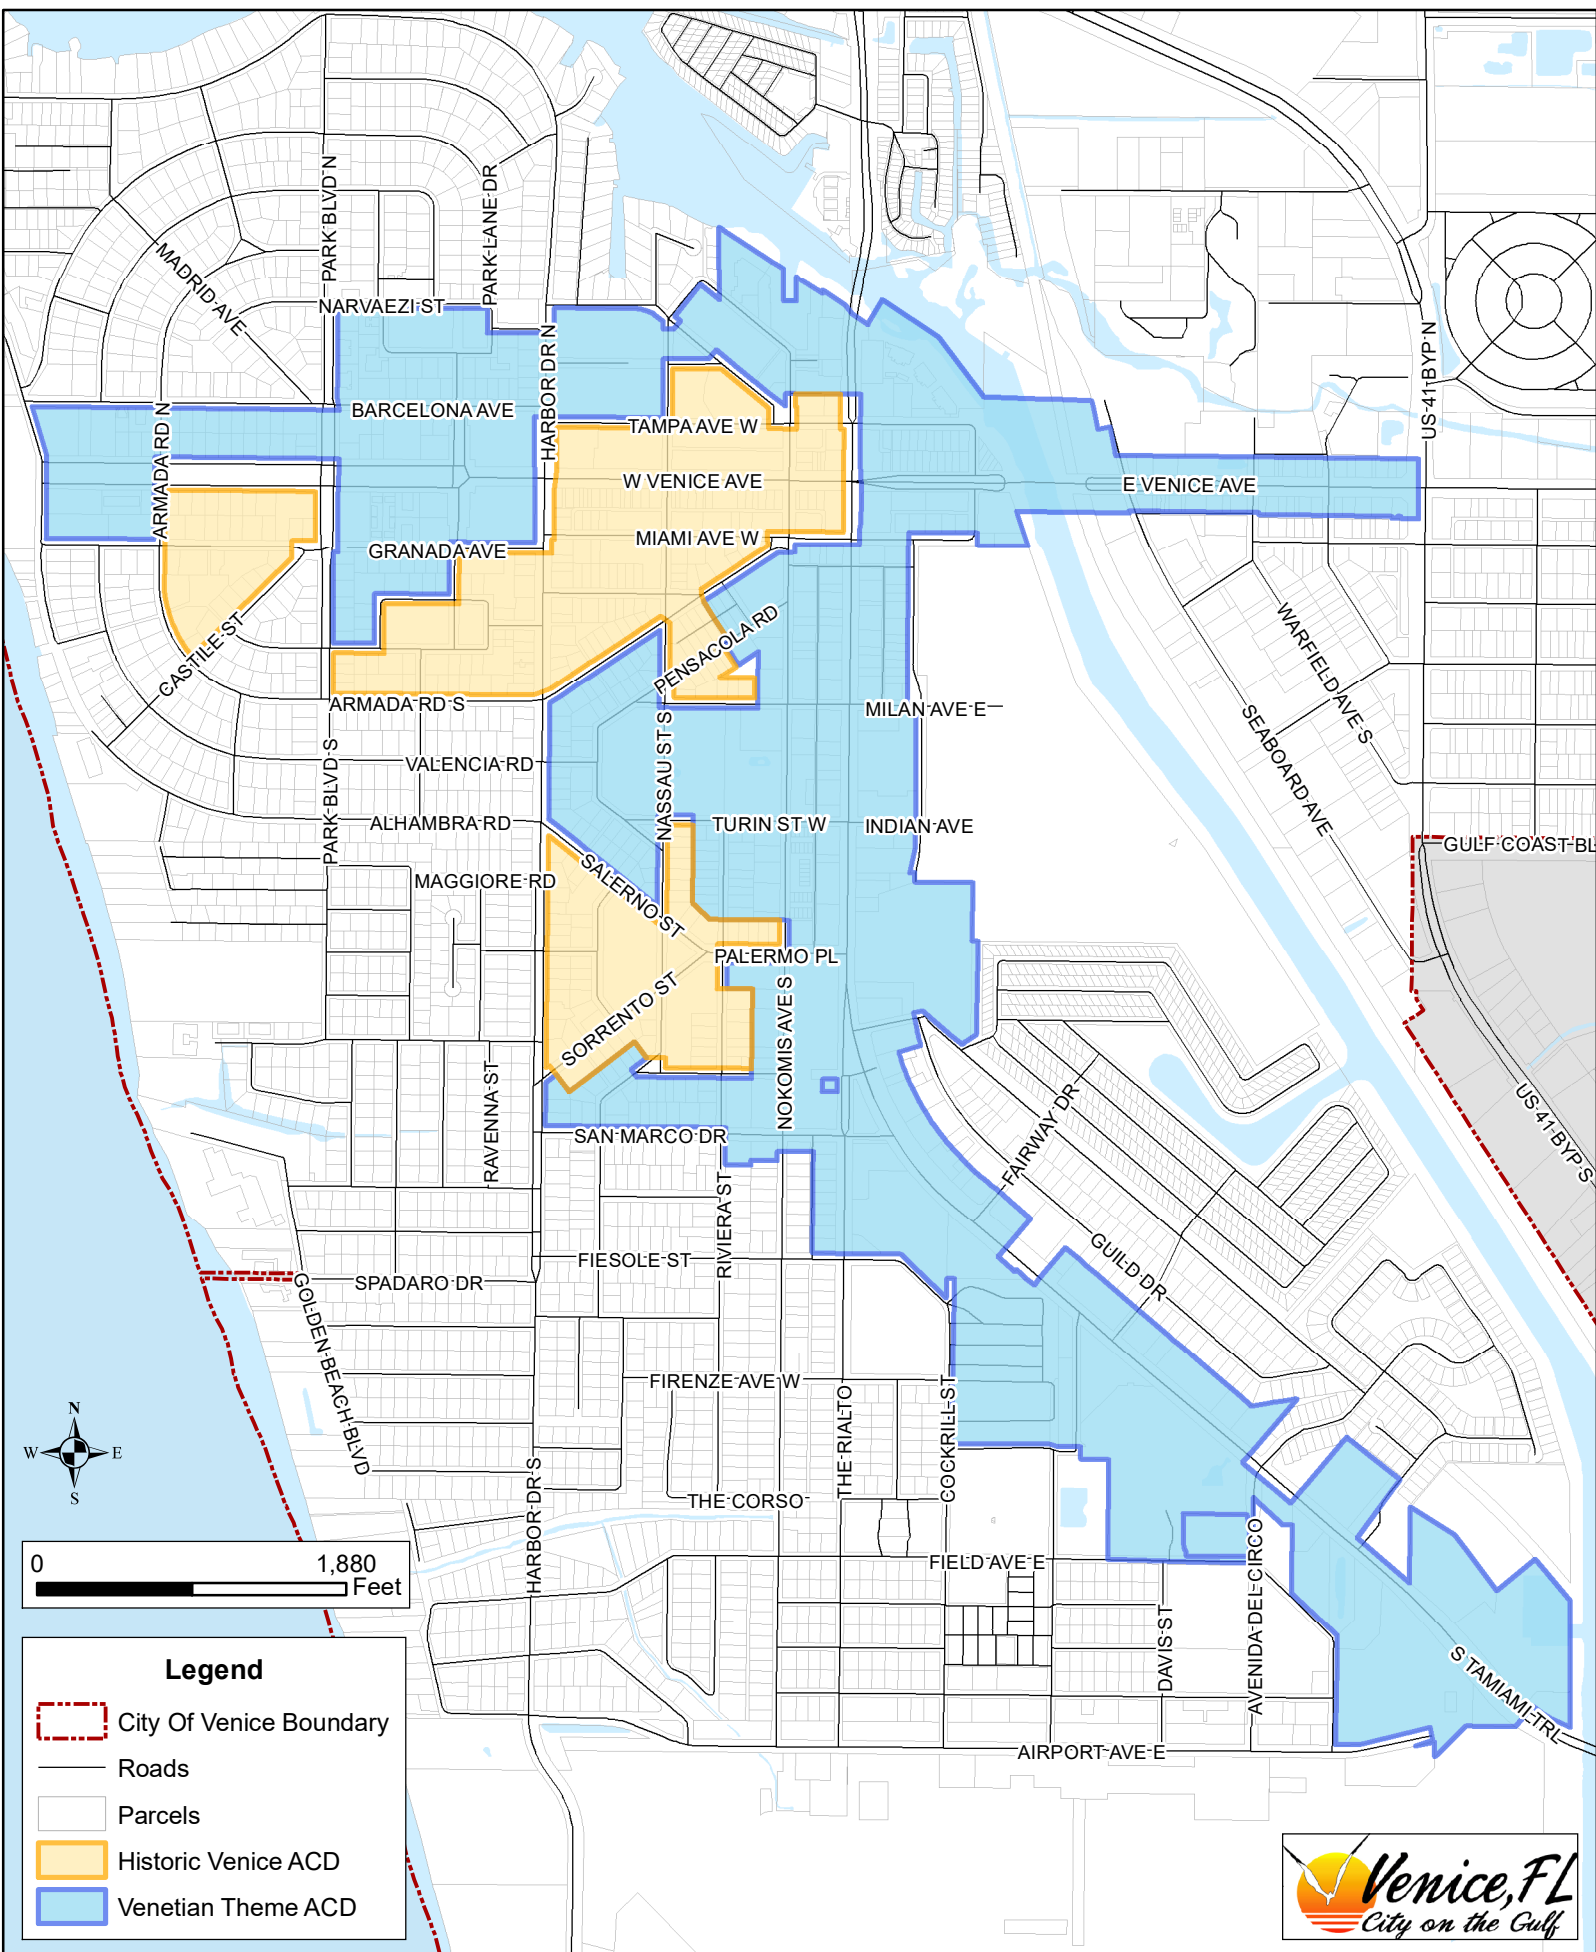 PARK BLVD N
PARK LANE DR
MADRID AVE
NARVAEZI ST
HARBOR DR N
US-41 BYP N
BARCELONA AVE
ARMADA RD N
TAMPA AVE W
W VENICE AVE
E VENICE AVE
MIAMI AVE W
GRANADA AVE
CASTILE ST
PENSACOLA RD
WARFIELD AVE S
ARMADA RD S
MILAN AVE E
SEABOARD AVE
PARK BLVD S
VALENCIA RD
NASSAU ST S
ALHAMBRA RD
TURIN ST W
INDIAN AVE
GULF COAST BL
MAGGIORE RD
SALERNO ST
PALERMO PL
SORRENTO ST
NOKOMIS AVE S
RAVENNA ST
SAN MARCO DR
FAIRWAY DR
US-41 BYP S
RIVIERA ST
FIESOLE ST
SPADARO DR
GUILD DR
GOLDEN BEACH BLVD
FIRENZE AVE W
THE RIALTO
COCKRILL ST
N
W E
S
THE CORSO
HARBOR DR S
FIELD AVE E
AVENIDA DEL CIRCO
DAVIS ST
S TAMIAMI TRL
AIRPORT AVE E
0 1,880
Feet
Legend
City Of Venice Boundary
Roads
Parcels
Historic Venice ACD
Venetian Theme ACD
Venice, FL
City on the Gulf